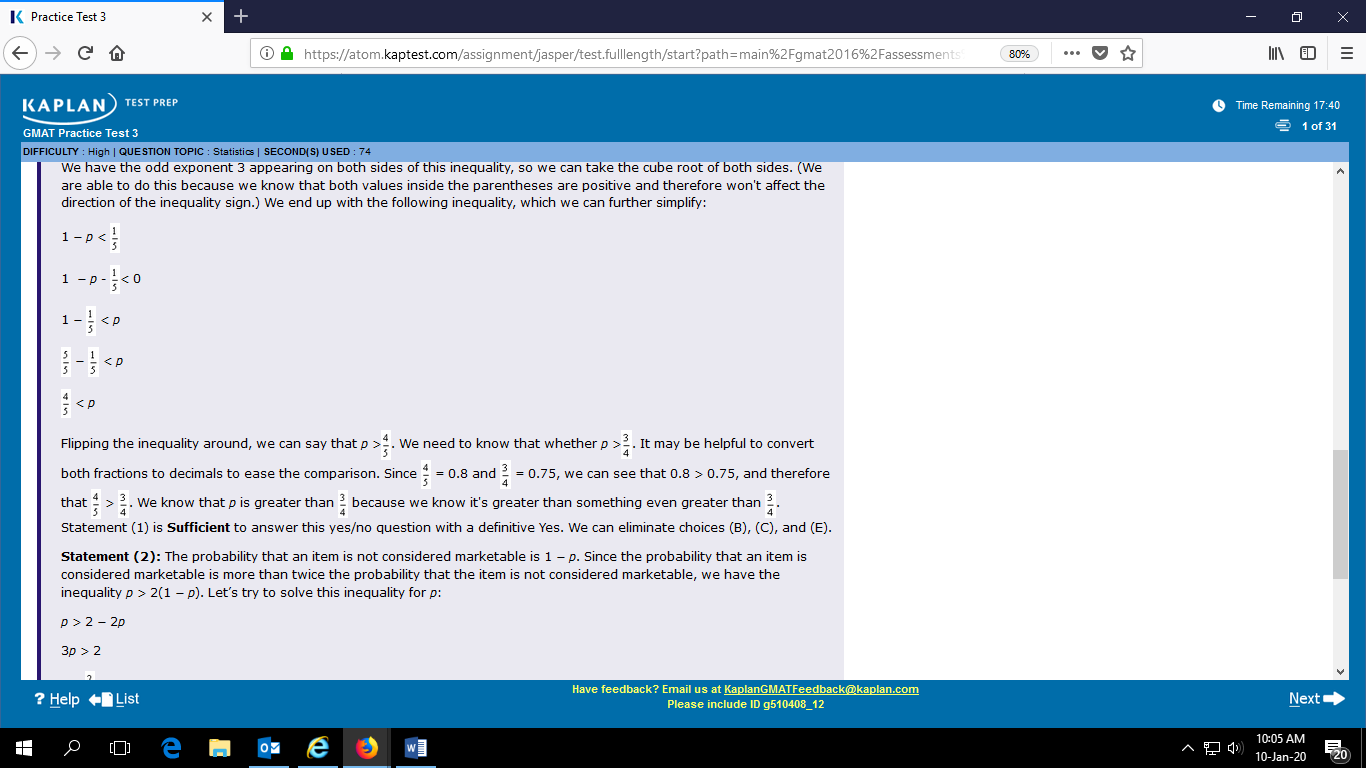 Practice Test 3
https://atom.kaptest.com/assignment/jasper/test.fulllength/start?path=main%2Fgmat2016%2Fassessments
80%
KAPLAN TEST PREP
Time Remaining 17:40
GMAT Practice Test 3
1 of 31
DIFFICULTY : High | QUESTION TOPIC : Statistics | SECOND(S) USED : 74
We have the odd exponent 3 appearing on both sides of this inequality, so we can take the cube root of both sides. (We
are able to do this because we know that both values inside the parentheses are positive and therefore won't affect the
direction of the inequality sign.) We end up with the following inequality, which we can further simplify:
1 – p < 1/5
1 – p - 1/5 < 0
1 – 1/5 < p
5/5 – 1/5 < p
4/5 < p
Flipping the inequality around, we can say that p > 4/5. We need to know that whether p > 3/4. It may be helpful to convert
both fractions to decimals to ease the comparison. Since 4/5 = 0.8 and 3/4 = 0.75, we can see that 0.8 > 0.75, and therefore
that 4/5 > 3/4. We know that p is greater than 3/4 because we know it's greater than something even greater than 3/4.
Statement (1) is Sufficient to answer this yes/no question with a definitive Yes. We can eliminate choices (B), (C), and (E).
Statement (2): The probability that an item is not considered marketable is 1 – p. Since the probability that an item is
considered marketable is more than twice the probability that the item is not considered marketable, we have the
inequality p > 2(1 – p). Let's try to solve this inequality for p:
p > 2 – 2p
3p > 2
2
? Help
List
Have feedback? Email us at KaplanGMATFeedback@kaplan.com
Please include ID g510408_12
Next
10:05 AM
10-Jan-20
20